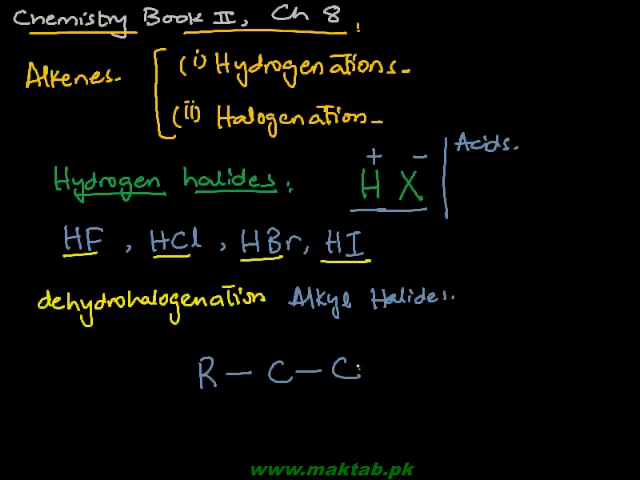 Chemistry Book II, Ch 8.
Alkenes. (i) Hydrogenations.
(ii) Halogenation.
Hydrogen halides: H⁺ X⁻ Acids.
HF, HCl, HBr, HI
dehydrohalogenation Alkyl Halides.
R – C – C
www.maktab.pk